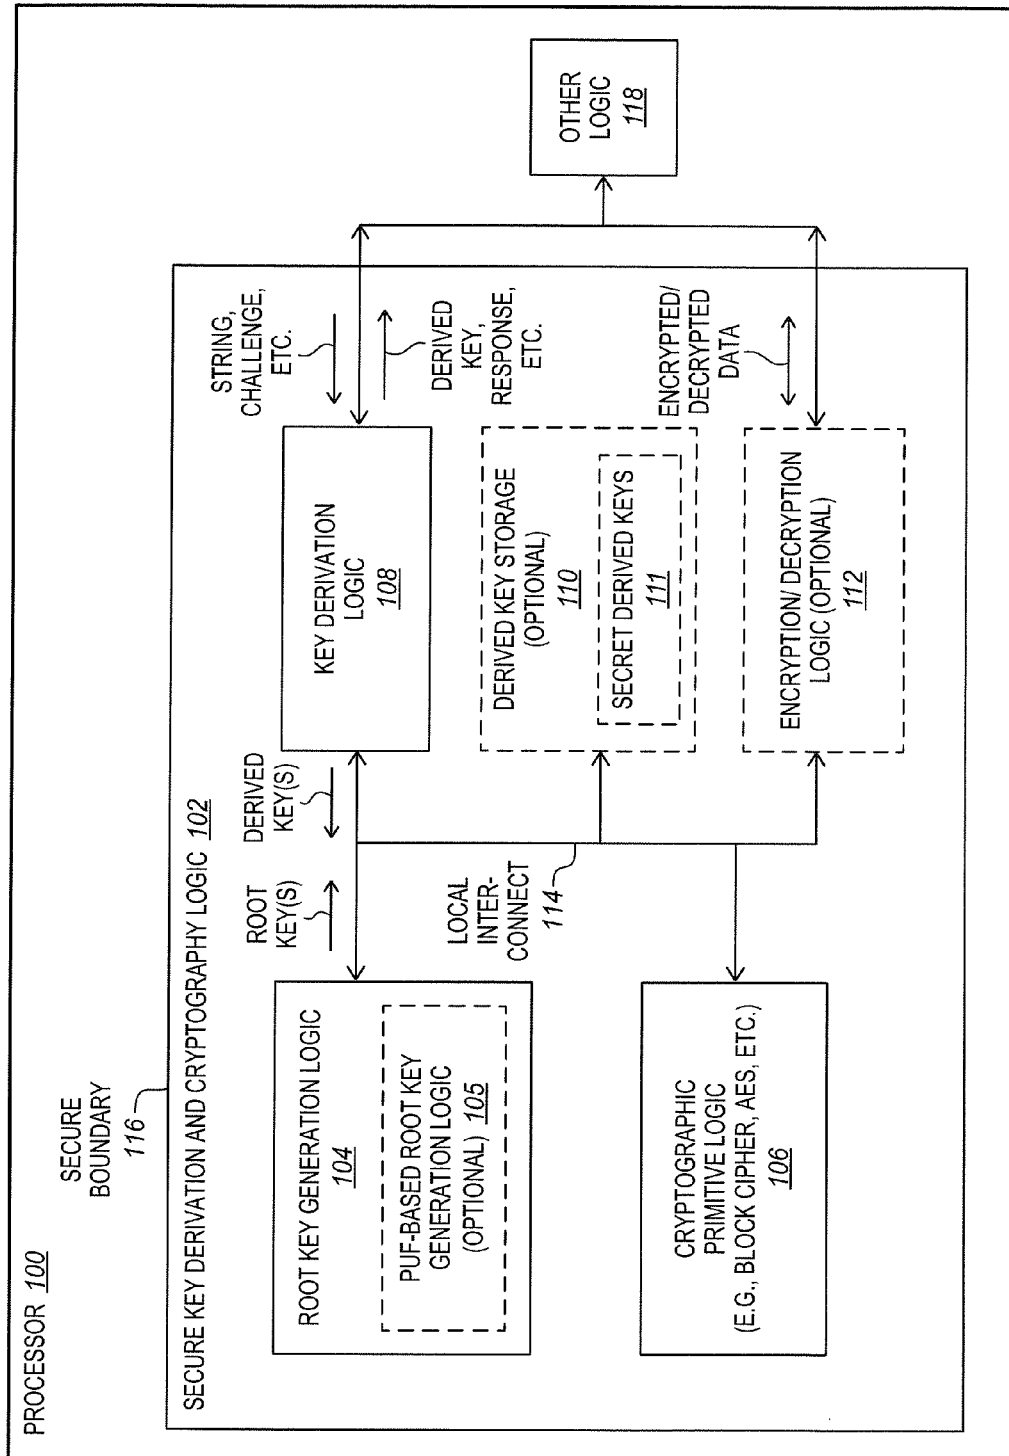 PROCESSOR 100
SECURE
BOUNDARY
116
SECURE KEY DERIVATION AND CRYPTOGRAPHY LOGIC 102
ROOT KEY GENERATION LOGIC
104
PUF-BASED ROOT KEY
GENERATION LOGIC
(OPTIONAL) 105
ROOT
KEY(S)
DERIVED
KEY(S)
KEY DERIVATION
LOGIC
108
STRING,
CHALLENGE,
ETC.
DERIVED
KEY,
RESPONSE,
ETC.
LOCAL
INTER-
CONNECT
114
DERIVED KEY STORAGE
(OPTIONAL)
110
SECRET DERIVED KEYS
111
CRYPTOGRAPHIC
PRIMITIVE LOGIC
(E.G., BLOCK CIPHER, AES, ETC.)
106
ENCRYPTION/ DECRYPTION
LOGIC (OPTIONAL)
112
ENCRYPTED/
DECRYPTED
DATA
OTHER
LOGIC
118